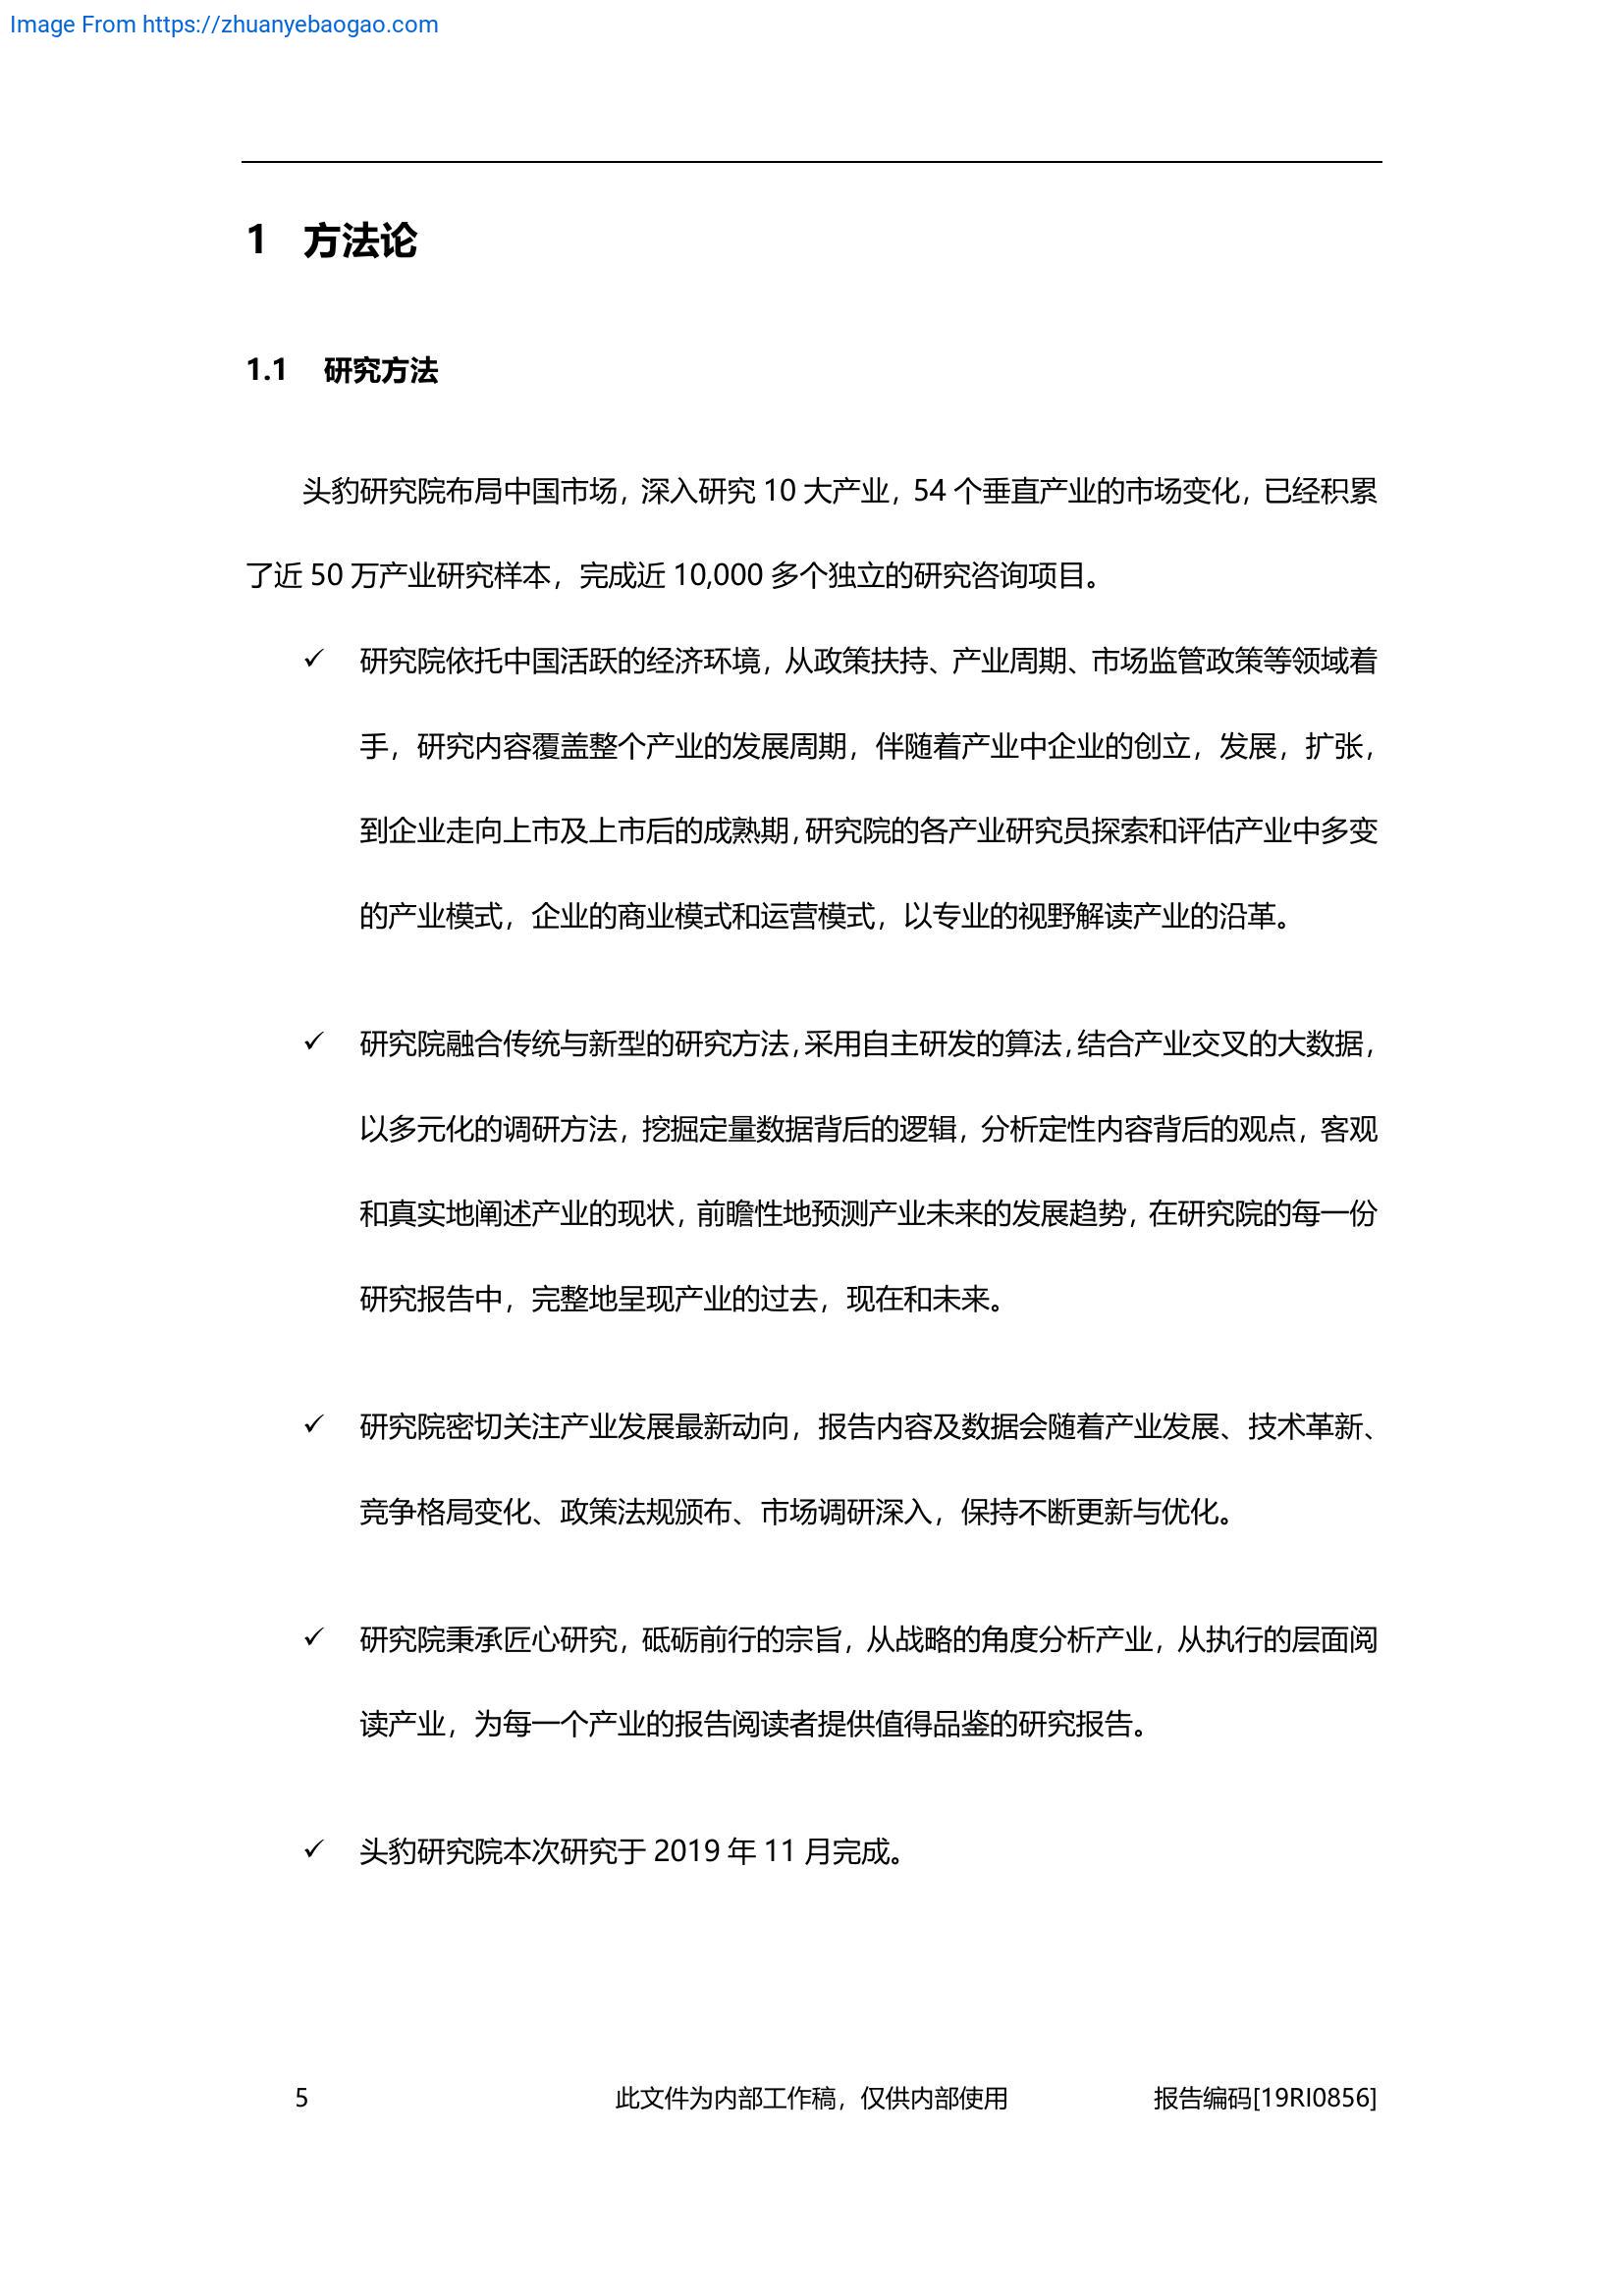 Image From https://zhuanyebaogao.com
1 方法论
1.1 研究方法
头豹研究院布局中国市场，深入研究 10 大产业，54 个垂直产业的市场变化，已经积累
了近 50 万产业研究样本，完成近 10,000 多个独立的研究咨询项目。
✓ 研究院依托中国活跃的经济环境，从政策扶持、产业周期、市场监管政策等领域着
手，研究内容覆盖整个产业的发展周期，伴随着产业中企业的创立，发展，扩张，
到企业走向上市及上市后的成熟期，研究院的各产业研究员探索和评估产业中多变
的产业模式，企业的商业模式和运营模式，以专业的视野解读产业的沿革。
✓ 研究院融合传统与新型的研究方法，采用自主研发的算法，结合产业交叉的大数据，
以多元化的调研方法，挖掘定量数据背后的逻辑，分析定性内容背后的观点，客观
和真实地阐述产业的现状，前瞻性地预测产业未来的发展趋势，在研究院的每一份
研究报告中，完整地呈现产业的过去，现在和未来。
✓ 研究院密切关注产业发展最新动向，报告内容及数据会随着产业发展、技术革新、
竞争格局变化、政策法规颁布、市场调研深入，保持不断更新与优化。
✓ 研究院秉承匠心研究，砥砺前行的宗旨，从战略的角度分析产业，从执行的层面阅
读产业，为每一个产业的报告阅读者提供值得品鉴的研究报告。
✓ 头豹研究院本次研究于 2019 年 11 月完成。
5 此文件为内部工作稿，仅供内部使用 报告编码[19RI0856]